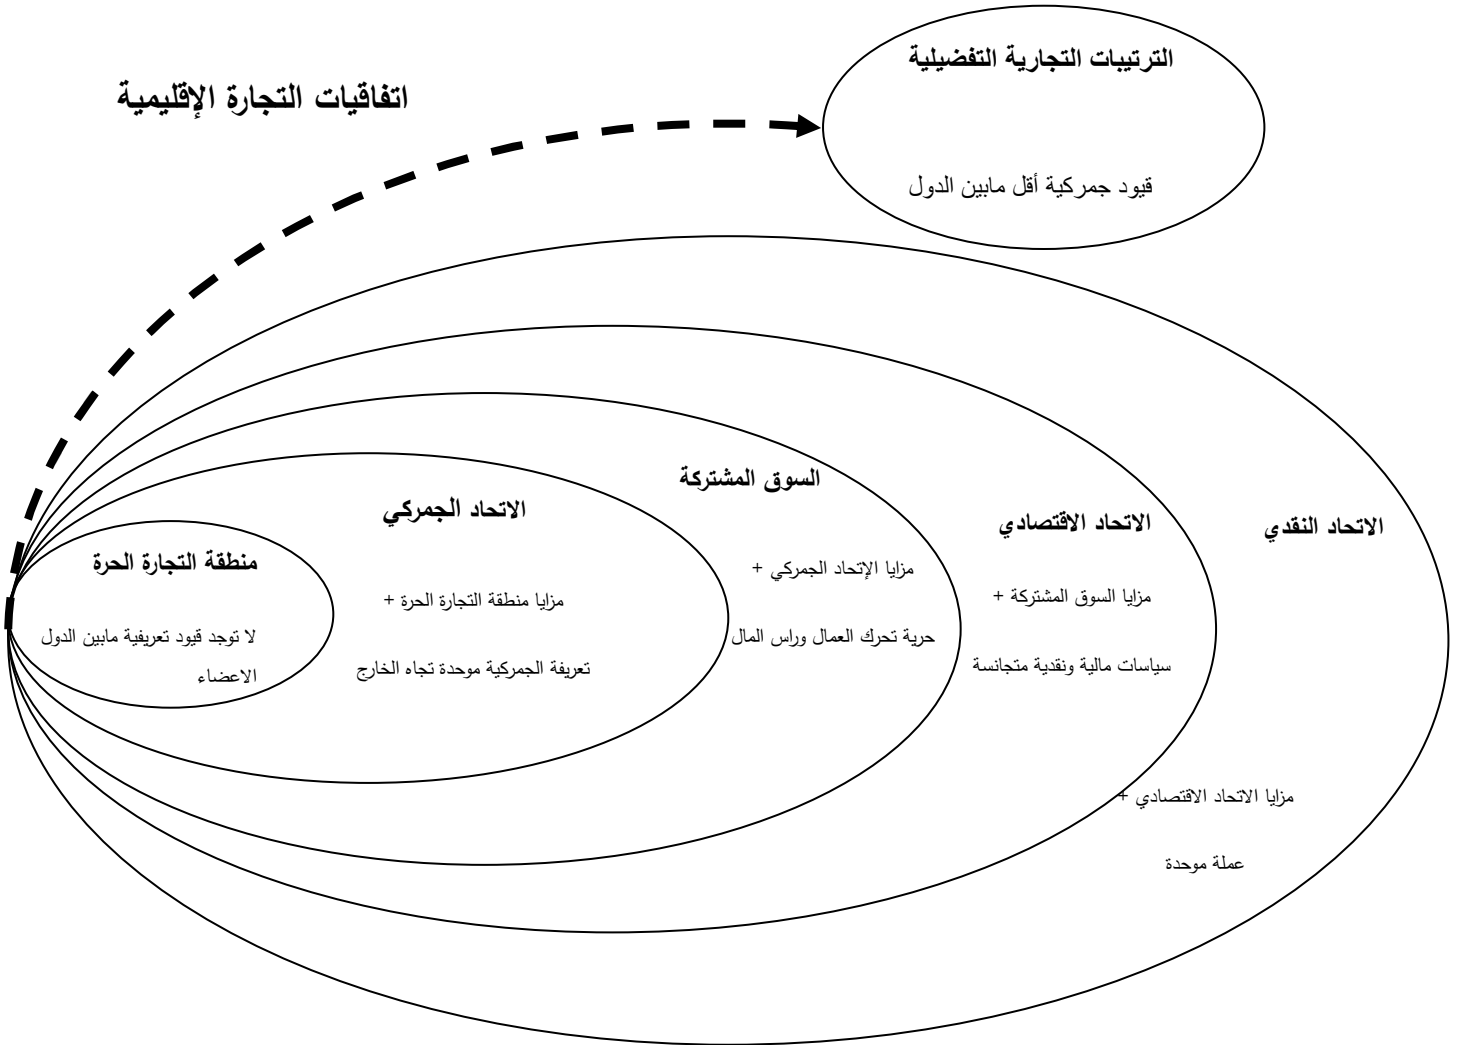 الترتيبات التجارية التفضيلية
اتفاقيات التجارة الإقليمية
قيود جمركية أقل مابين الدول
منطقة التجارة الحرة
لا توجد قيود تعريفية مابين الدول
الاعضاء
الاتحاد الجمركي
مزايا منطقة التجارة الحرة +
تعريفة الجمركية موحدة تجاه الخارج
السوق المشتركة
مزايا الإتحاد الجمركي +
حرية تحرك العمال وراس المال
الاتحاد الاقتصادي
مزايا السوق المشتركة +
سياسات مالية ونقدية متجانسة
الاتحاد النقدي
مزايا الاتحاد الاقتصادي +
عملة موحدة